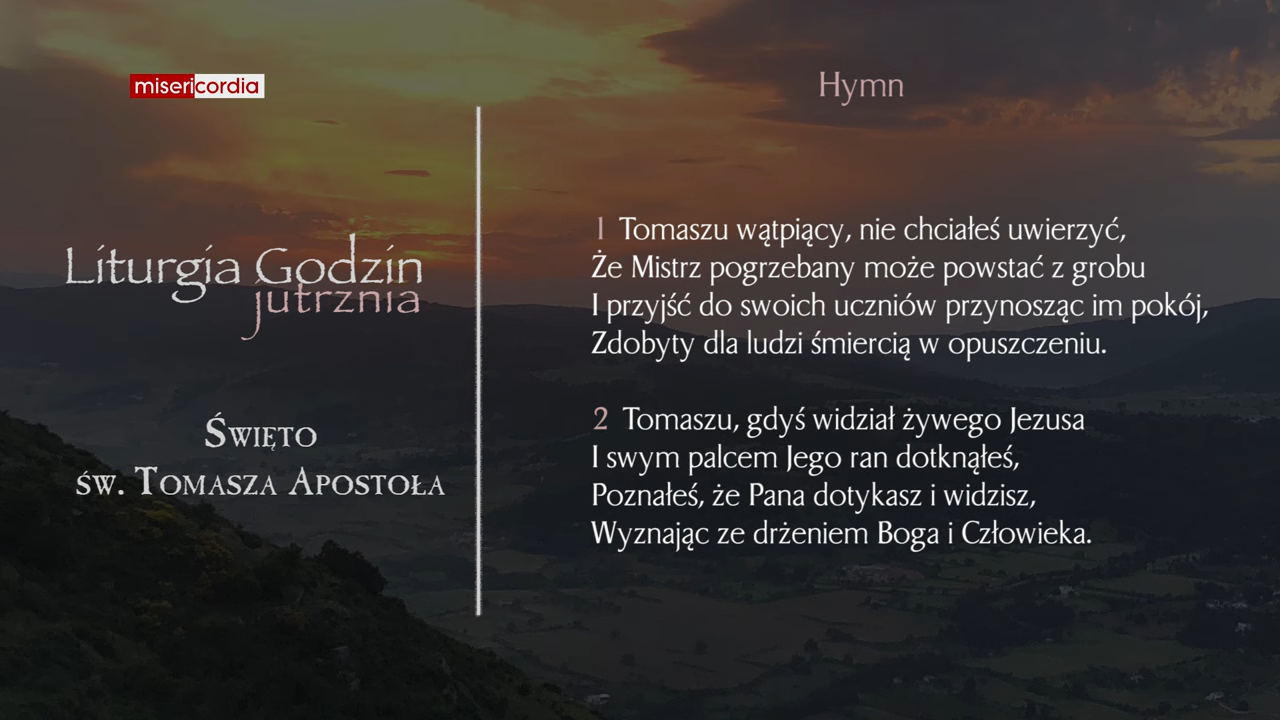 misericordia
Liturgia Godzin
jutrznia
Święto
św. Tomasza Apostoła
Hymn
1 Tomaszu wątpiący, nie chciałeś uwierzyć,
Że Mistrz pogrzebany może powstać z grobu
I przyjść do swoich uczniów przynosząc im pokój,
Zdobyty dla ludzi śmiercią w opuszczeniu.
2 Tomaszu, gdyś widział żywego Jezusa
I swym palcem Jego ran dotknąłeś,
Poznałeś, że Pana dotykasz i widzisz,
Wyznając ze drżeniem Boga i Człowieka.